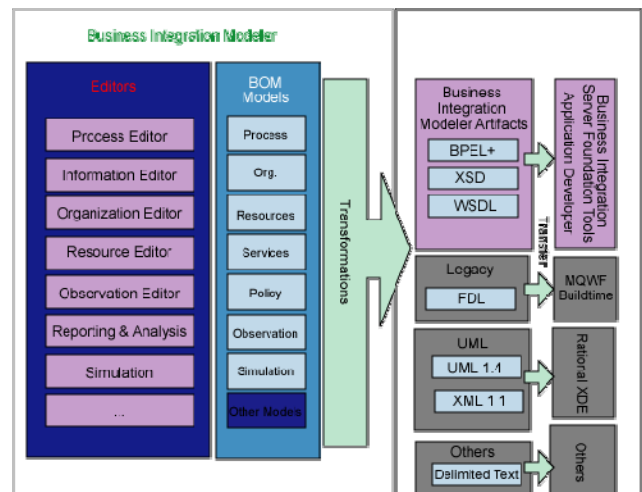 Business Integration Modeler
Editors
Process Editor
Information Editor
Organization Editor
Resource Editor
Observation Editor
Reporting & Analysis
Simulation
...
BOM
Models
Process
Org.
Resources
Services
Policy
Observation
Simulation
Other Nodes
Transformations
Business
Integration
Modeler Artifacts
BPEL+
XSD
WSDL
Transfer
Business Integration
Server Foundation Tools
Application Developer
Legacy
FDL
MQWF
Buildtime
UML
UML 1.4
XML 1.1
Rational XDE
Others
Delimited Text
Others